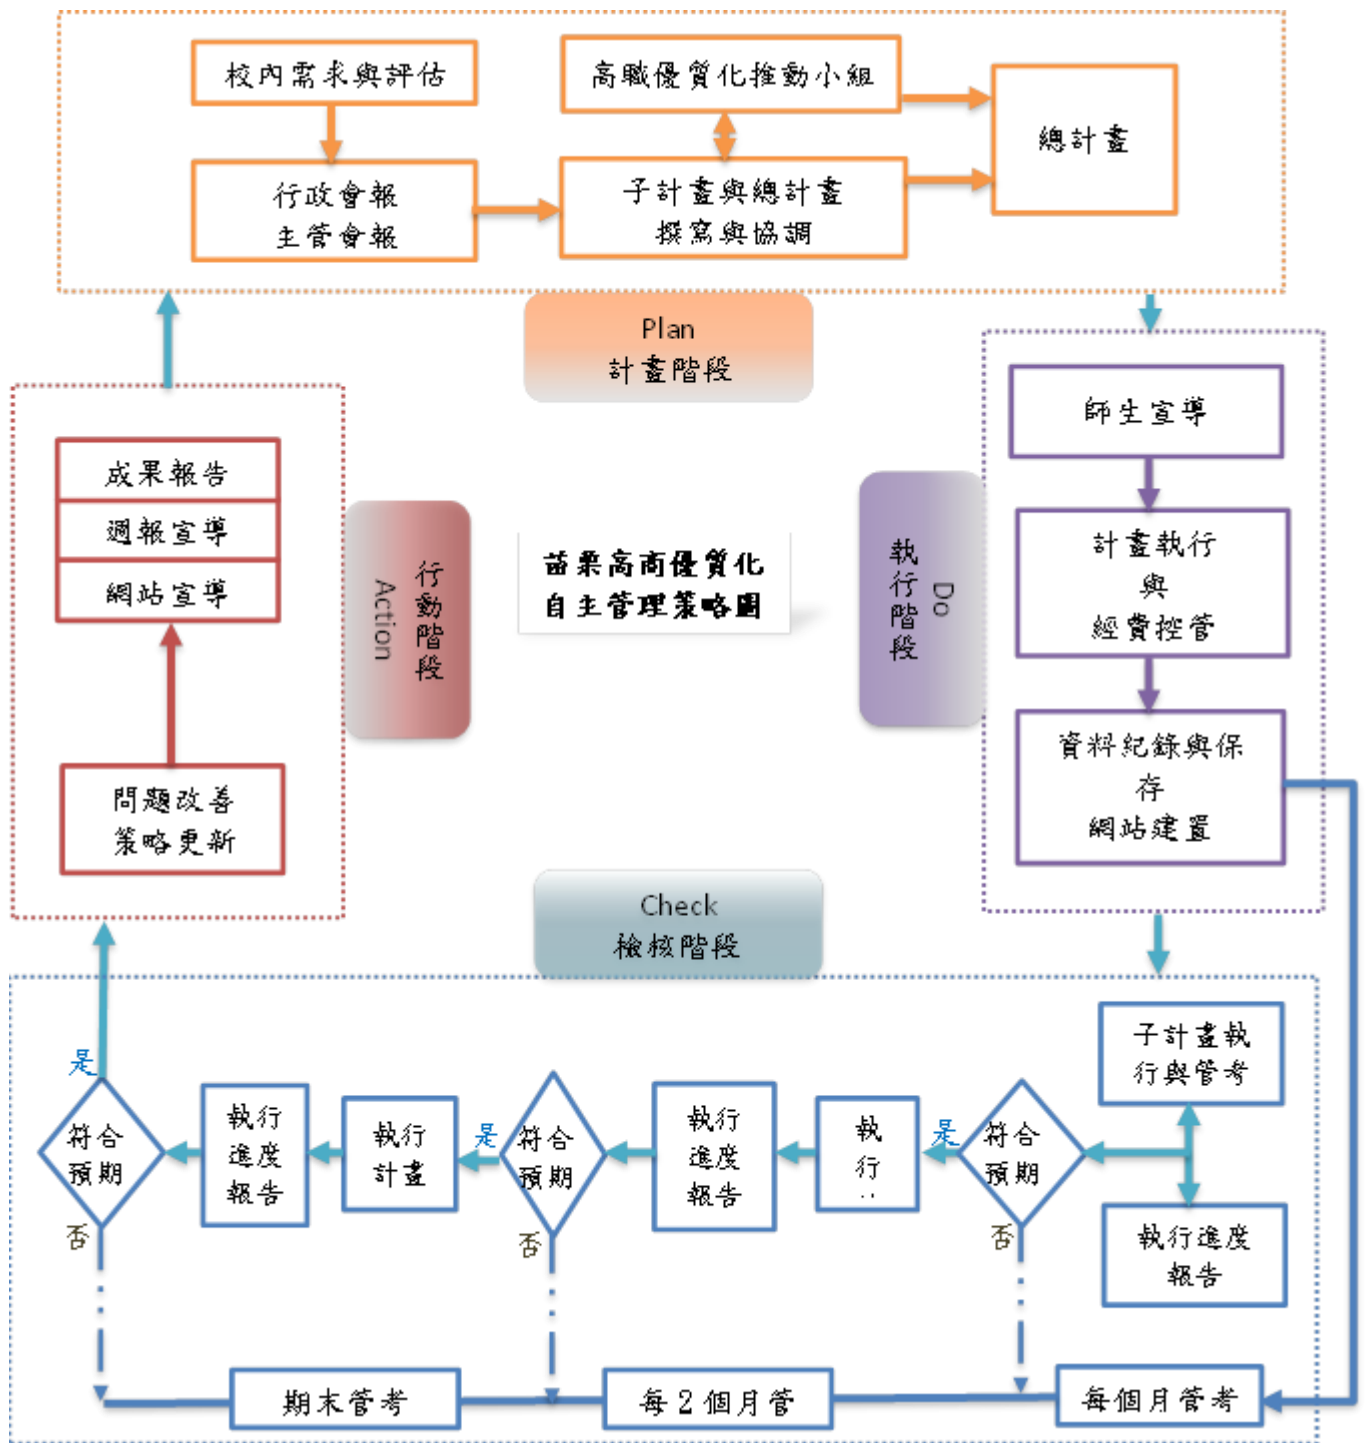 校內需求與評估
高職優質化推動小組
總計畫
行政會報
主管會報
子計畫與總計畫
撰寫與協調
Plan
計畫階段
師生宣導
計畫執行
與
經費控管
資料紀錄與保
存
網站建置
Do
執行階段
苗栗高商優質化
自主管理策略圖
行動階段
Action
成果報告
週報宣導
網站宣導
問題改善
策略更新
Check
檢核階段
子計畫執
行與管考
執行進度
報告
符合
預期
是
否
執
行
..
執行
進度
報告
符合
預期
是
否
執行
計畫
執行
進度
報告
符合
預期
是
否
每個月管考
每2個月管
期末管考